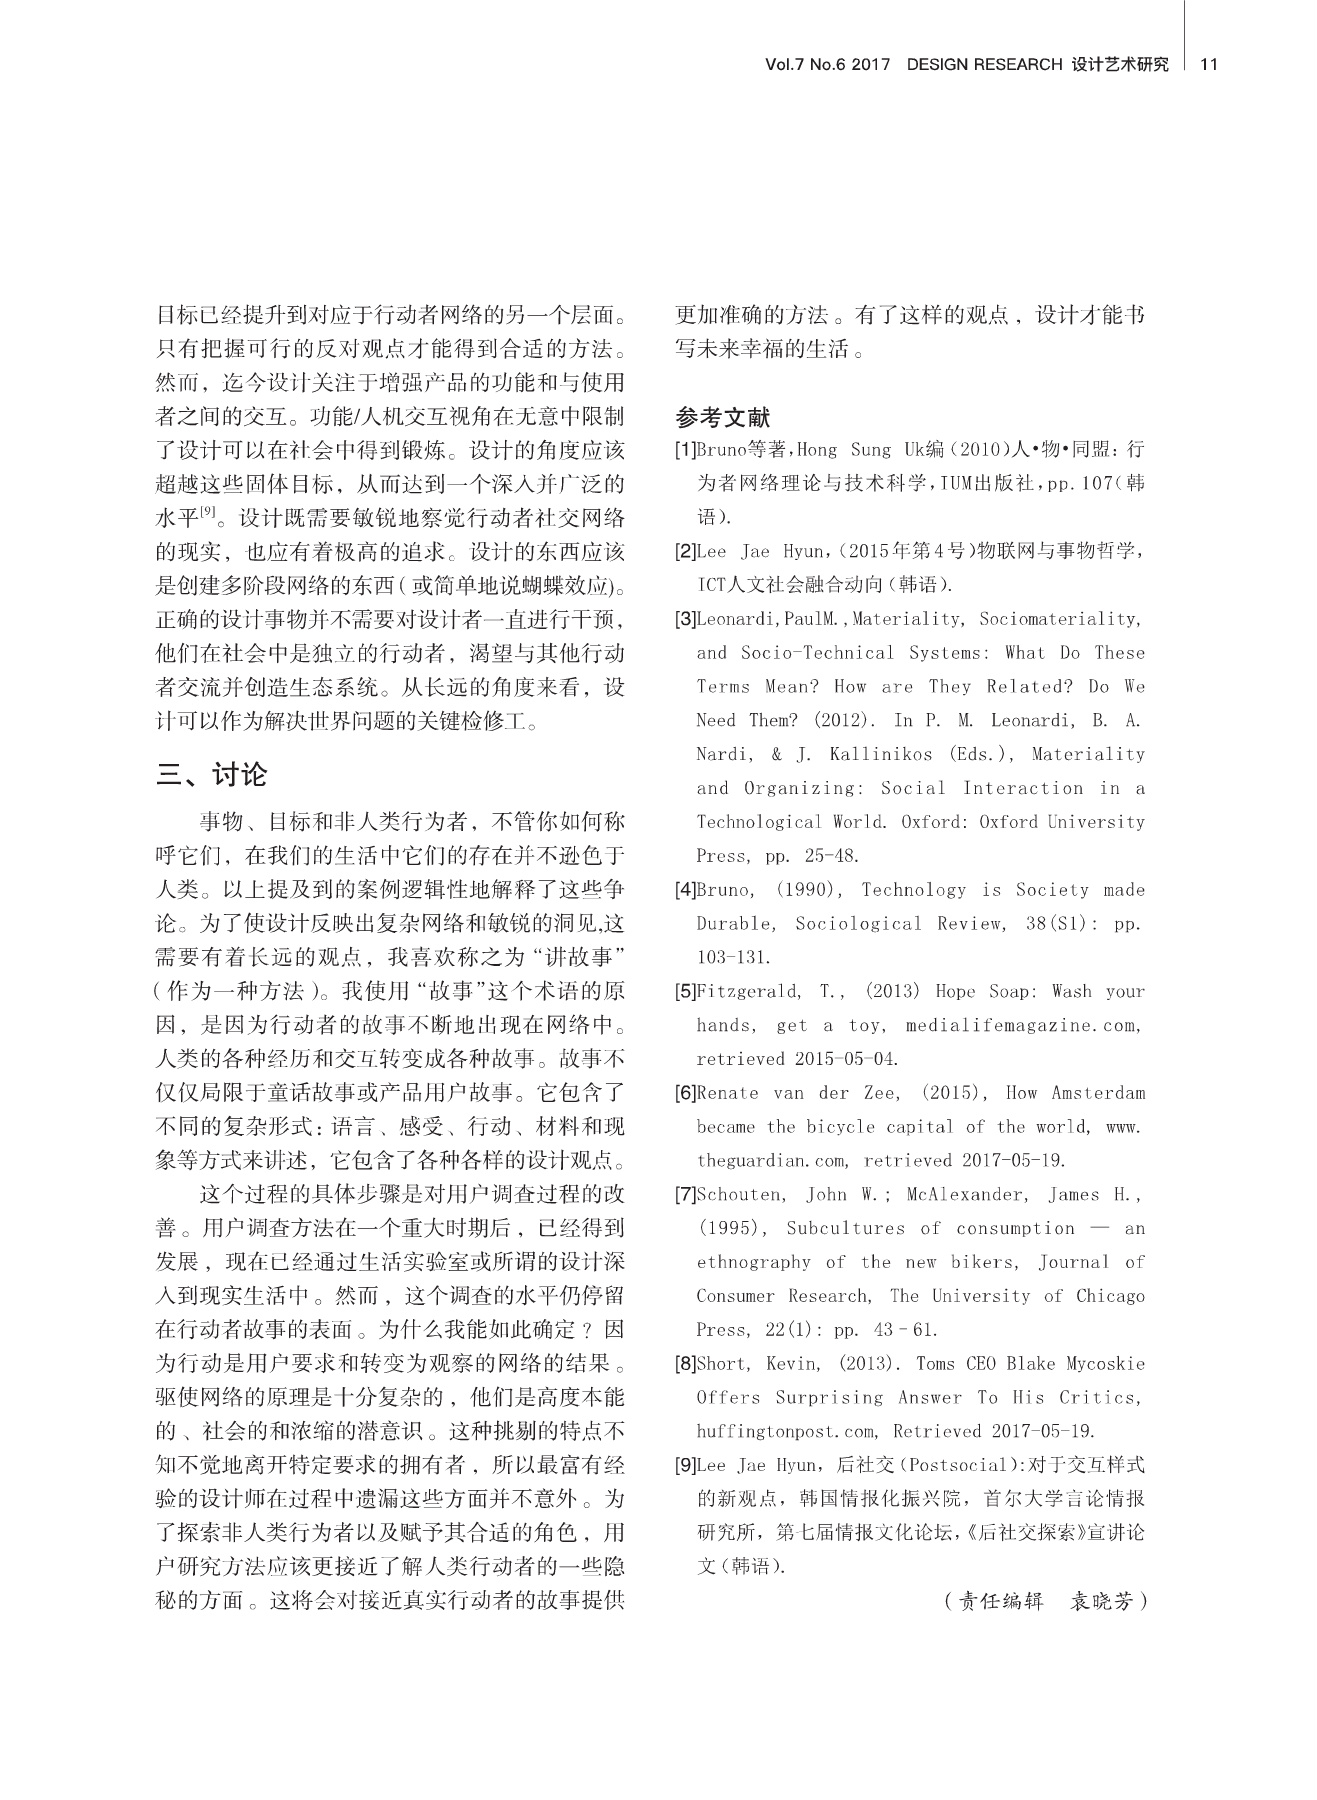 Vol.7 No.6 2017 DESIGN RESEARCH 设计艺术研究 11
目标已经提升到对应于行动者网络的另一个层面。
只有把握可行的反对观点才能得到合适的方法。
然而，迄今设计关注于增强产品的功能和与使用
者之间的交互。功能/人机交互视角在无意中限制
了设计可以在社会中得到锻炼。设计的角度应该
超越这些固体目标，从而达到一个深入并广泛的
水平[9]。设计既需要敏锐地察觉行动者社交网络
的现实，也应有着极高的追求。设计的东西应该
是创建多阶段网络的东西(或简单地说蝴蝶效应)。
正确的设计事物并不需要对设计者一直进行干预，
他们在社会中是独立的行动者，渴望与其他行动
者交流并创造生态系统。从长远的角度来看，设
计可以作为解决世界问题的关键检修工。
三、讨论
事物、目标和非人类行为者，不管你如何称
呼它们，在我们的生活中它们的存在并不逊色于
人类。以上提及到的案例逻辑性地解释了这些争
论。为了使设计反映出复杂网络和敏锐的洞见,这
需要有着长远的观点，我喜欢称之为“讲故事”
(作为一种方法)。我使用“故事”这个术语的原
因，是因为行动者的故事不断地出现在网络中。
人类的各种经历和交互转变成各种故事。故事不
仅仅局限于童话故事或产品用户故事。它包含了
不同的复杂形式：语言、感受、行动、材料和现
象等方式来讲述，它包含了各种各样的设计观点。
这个过程的具体步骤是对用户调查过程的改
善。用户调查方法在一个重大时期后，已经得到
发展，现在已经通过生活实验室或所谓的设计深
入到现实生活中。然而，这个调查的水平仍停留
在行动者故事的表面。为什么我能如此确定？因
为行动是用户要求和转变为观察的网络的结果。
驱使网络的原理是十分复杂的，他们是高度本能
的、社会的和浓缩的潜意识。这种挑剔的特点不
知不觉地离开特定要求的拥有者，所以最富有经
验的设计师在过程中遗漏这些方面并不意外。为
了探索非人类行为者以及赋予其合适的角色，用
户研究方法应该更接近了解人类行动者的一些隐
秘的方面。这将会对接近真实行动者的故事提供
更加准确的方法。有了这样的观点，设计才能书
写未来幸福的生活。
参考文献
[1]Bruno等著,Hong Sung Uk编(2010)人•物•同盟：行
为者网络理论与技术科学,IUM出版社,pp.107(韩
语).
[2]Lee Jae Hyun,(2015年第4号)物联网与事物哲学,
ICT人文社会融合动向(韩语).
[3]Leonardi,PaulM.,Materiality, Sociomateriality,
and Socio-Technical Systems: What Do These
Terms Mean? How are They Related? Do We
Need Them? (2012). In P. M. Leonardi, B. A.
Nardi, & J. Kallinikos (Eds.), Materiality
and Organizing: Social Interaction in a
Technological World. Oxford: Oxford University
Press, pp. 25-48.
[4]Bruno, (1990), Technology is Society made
Durable, Sociological Review, 38(S1): pp.
103-131.
[5]Fitzgerald, T., (2013) Hope Soap: Wash your
hands, get a toy, medialifemagazine.com,
retrieved 2015-05-04.
[6]Renate van der Zee, (2015), How Amsterdam
became the bicycle capital of the world, www.
theguardian.com, retrieved 2017-05-19.
[7]Schouten, John W.; McAlexander, James H.,
(1995), Subcultures of consumption — an
ethnography of the new bikers, Journal of
Consumer Research, The University of Chicago
Press, 22(1): pp. 43–61.
[8]Short, Kevin, (2013). Toms CEO Blake Mycoskie
Offers Surprising Answer To His Critics,
huffingtonpost.com, Retrieved 2017-05-19.
[9]Lee Jae Hyun, 后社交(Postsocial):对于交互样式
的新观点，韩国情报化振兴院，首尔大学言论情报
研究所，第七届情报文化论坛,《后社交探索》宣讲论
文(韩语).
(责任编辑 袁晓芳)